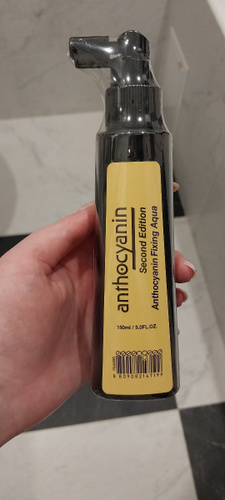 anthocyanin
Second Edition
Anthocyanin Fixing Aqua
150ml / 5.0FL.OZ.